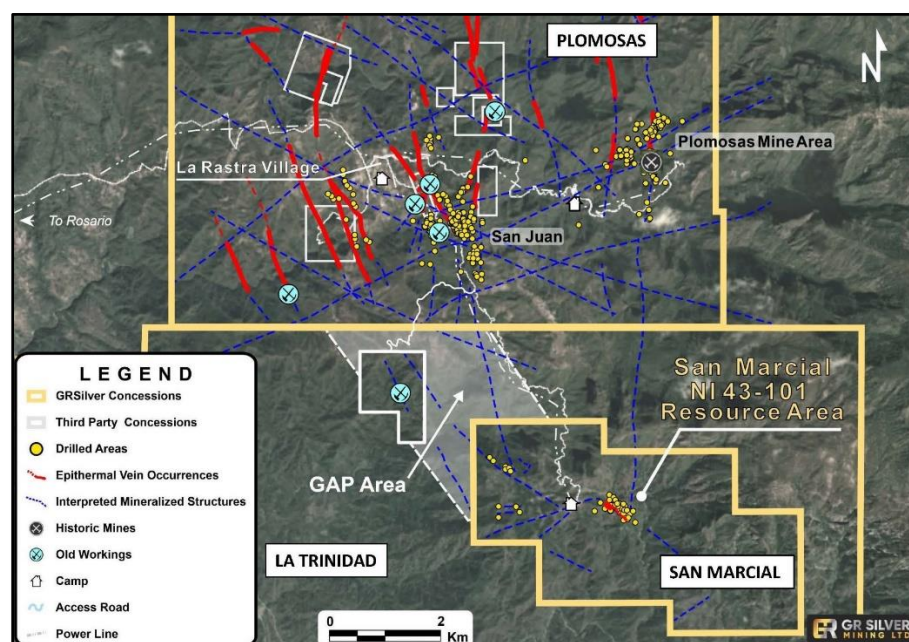 PLOMOSAS
N
Plomosas Mine Area
La Rastra Village
To Rosario
San Juan
San Marcial
NI 43-101
Resource Area
GAP Area
LEGEND
GRSilver Concessions
Third Party Concessions
Drilled Areas
Epithermal Vein Occurrences
Interpreted Mineralized Structures
Historic Mines
Old Workings
Camp
Access Road
Power Line
LA TRINIDAD
SAN MARCIAL
0 2
Km
GR SILVER
MINING LTD